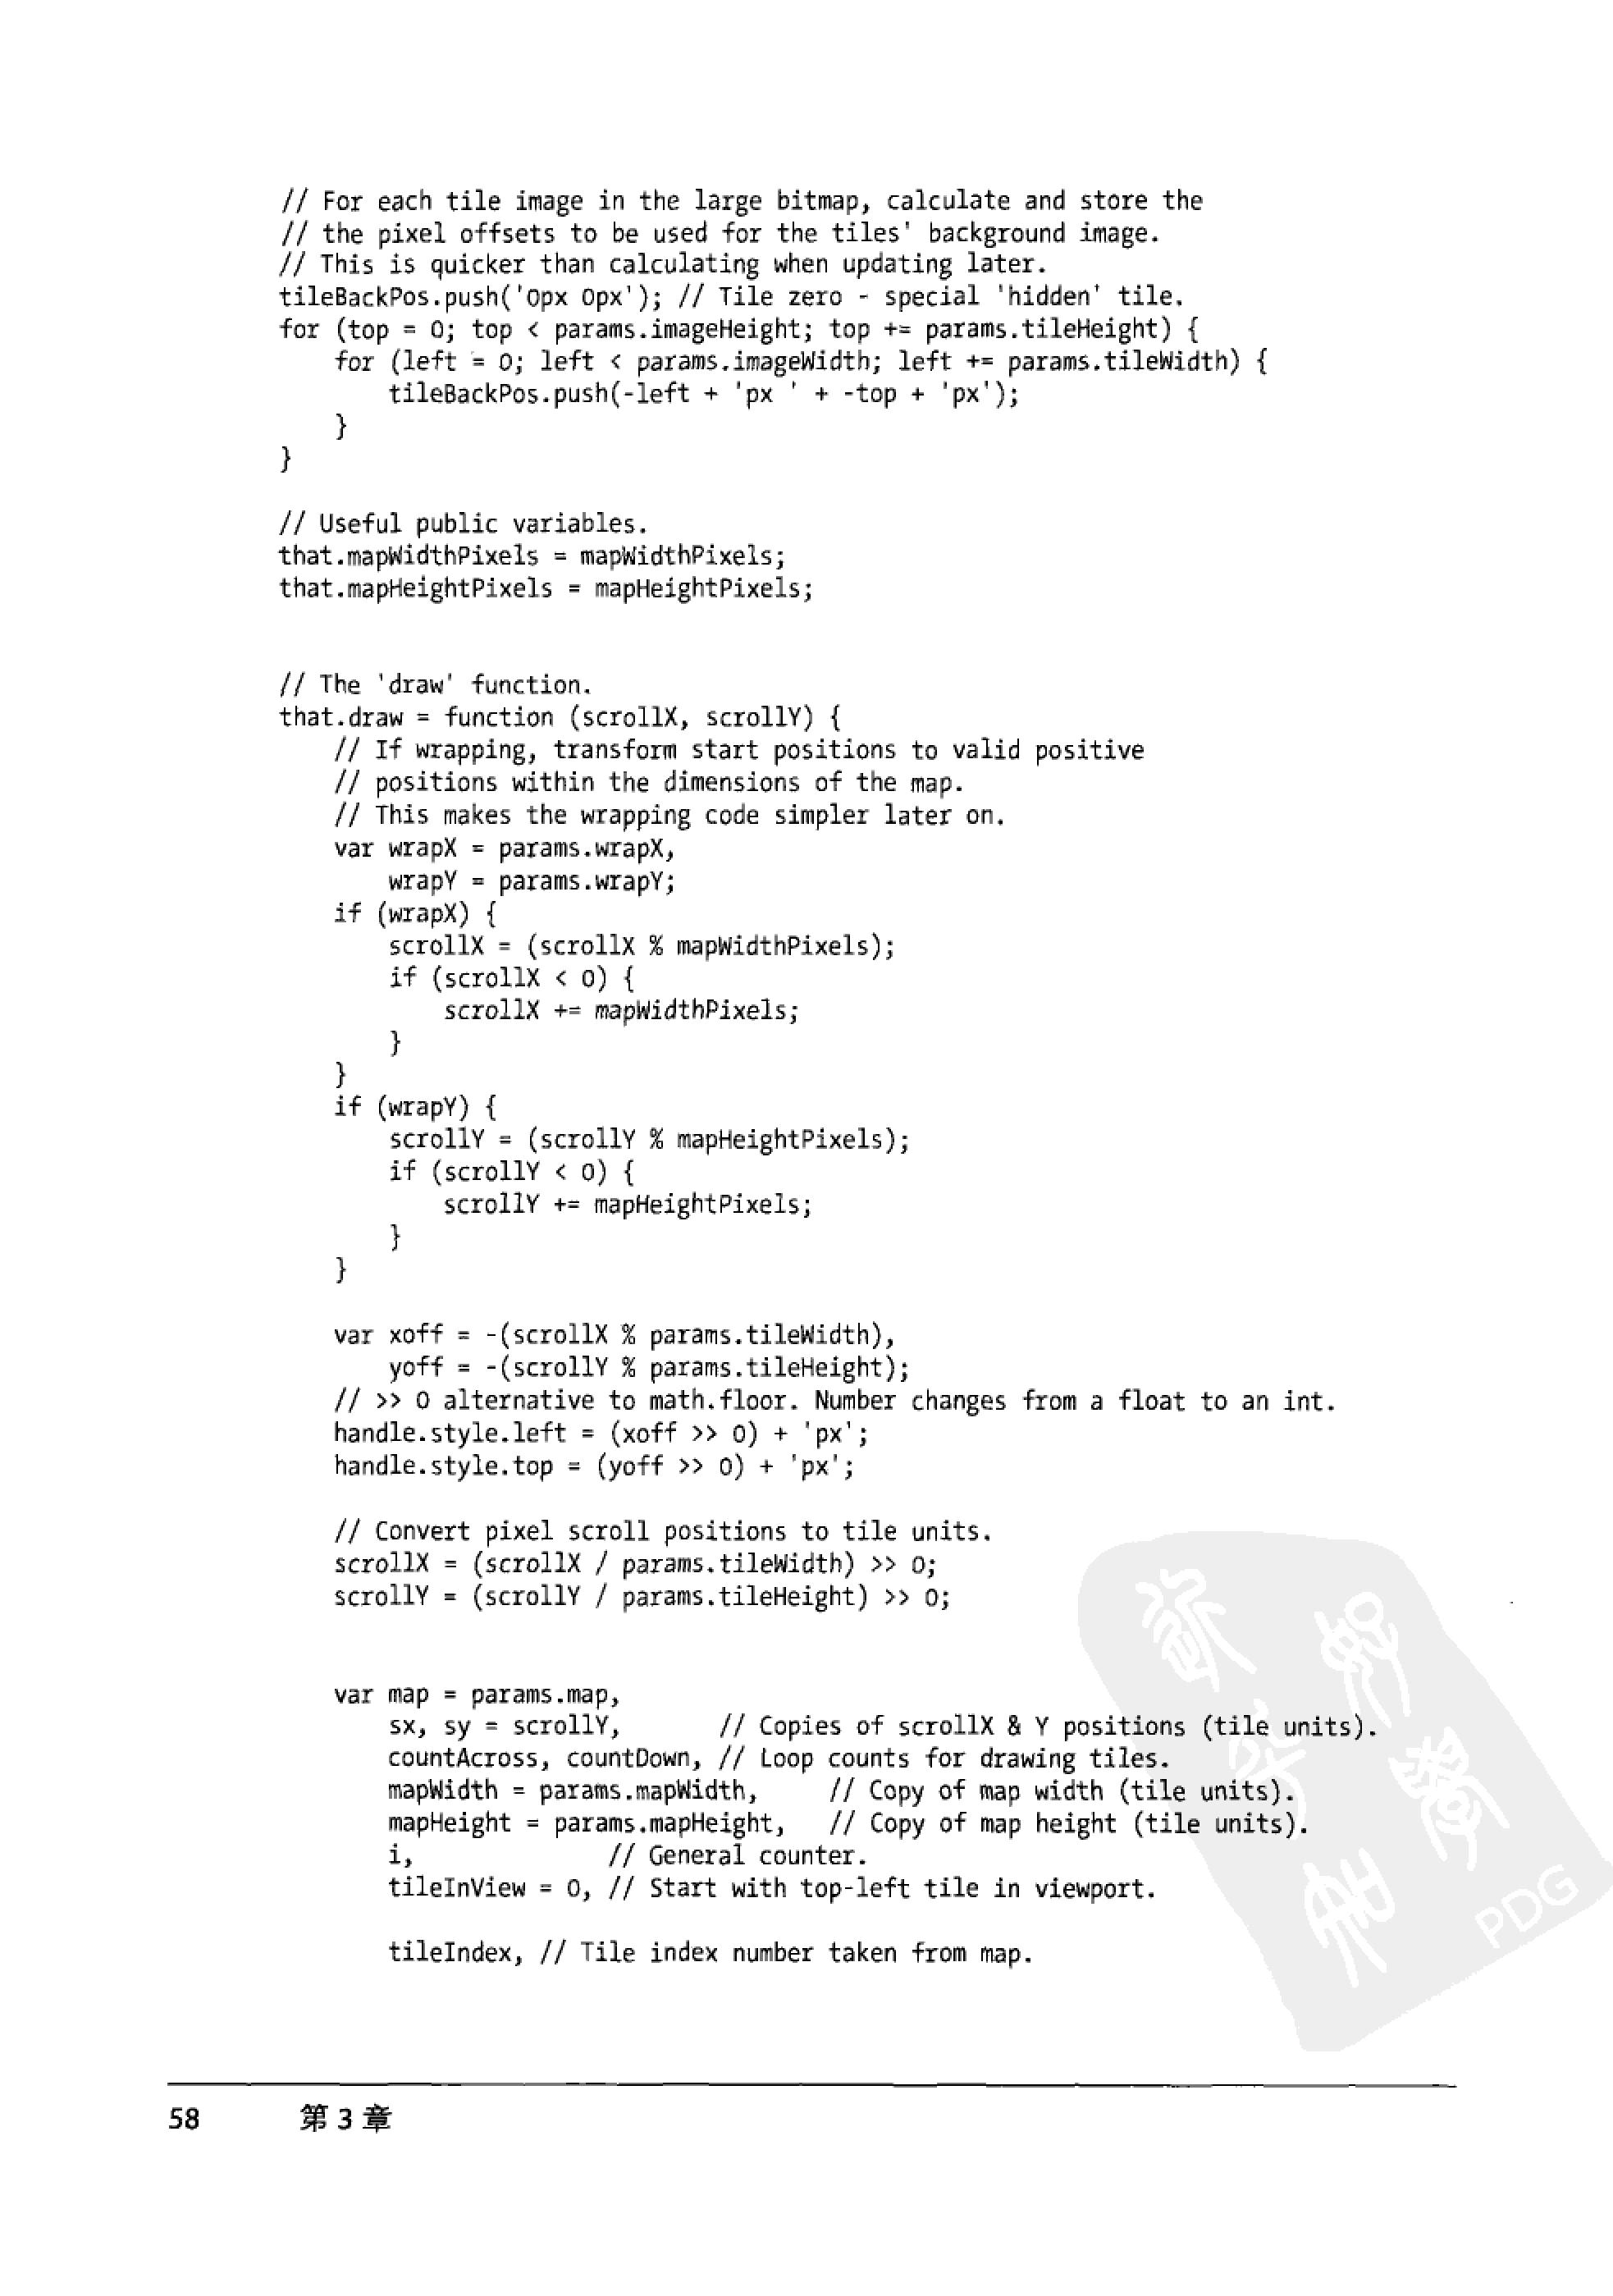 // For each tile image in the large bitmap, calculate and store the
// the pixel offsets to be used for the tiles' background image.
// This is quicker than calculating when updating later.
tileBackPos.push('0px 0px'); // Tile zero - special 'hidden' tile.
for (top = 0; top < params.imageHeight; top += params.tileHeight) {
    for (left = 0; left < params.imageWidth; left += params.tileWidth) {
        tileBackPos.push(-left + 'px ' + -top + 'px');
    }
}
// Useful public variables.
that.mapWidthPixels = mapWidthPixels;
that.mapHeightPixels = mapHeightPixels;
// The 'draw' function.
that.draw = function (scrollX, scrollY) {
    // If wrapping, transform start positions to valid positive
    // positions within the dimensions of the map.
    // This makes the wrapping code simpler later on.
    var wrapX = params.wrapX,
        wrapY = params.wrapY;
    if (wrapX) {
        scrollX = (scrollX % mapWidthPixels);
        if (scrollX < 0) {
            scrollX += mapWidthPixels;
        }
    }
    if (wrapY) {
        scrollY = (scrollY % mapHeightPixels);
        if (scrollY < 0) {
            scrollY += mapHeightPixels;
        }
    }
    var xoff = -(scrollX % params.tileWidth),
        yoff = -(scrollY % params.tileHeight);
    // >> 0 alternative to math.floor. Number changes from a float to an int.
    handle.style.left = (xoff >> 0) + 'px';
    handle.style.top = (yoff >> 0) + 'px';
    // Convert pixel scroll positions to tile units.
    scrollX = (scrollX / params.tileWidth) >> 0;
    scrollY = (scrollY / params.tileHeight) >> 0;
    var map = params.map,
        sx, sy = scrollY,       // Copies of scrollX & Y positions (tile units).
        countAcross, countDown, // Loop counts for drawing tiles.
        mapWidth = params.mapWidth,     // Copy of map width (tile units).
        mapHeight = params.mapHeight,   // Copy of map height (tile units).
        i,              // General counter.
        tileInView = 0, // Start with top-left tile in viewport.
        tileIndex, // Tile index number taken from map.
PDG
58 第 3 章